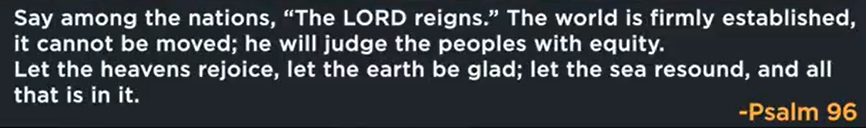 Say among the nations, “The LORD reigns.” The world is firmly established,
it cannot be moved; he will judge the peoples with equity.
Let the heavens rejoice, let the earth be glad; let the sea resound, and all
that is in it.
-Psalm 96